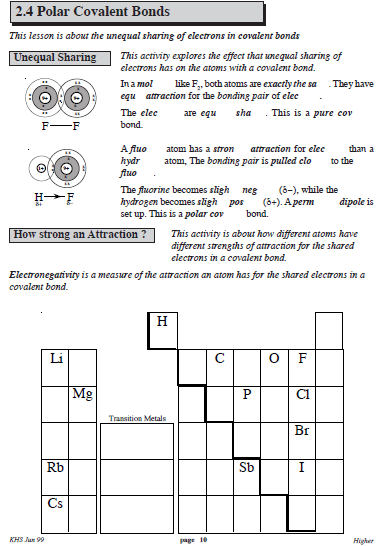 2.4 Polar Covalent Bonds
This lesson is about the unequal sharing of electrons in covalent bonds
Unequal Sharing
This activity explores the effect that unequal sharing of
electrons has on the atoms with a covalent bond.
In a mol like F2, both atoms are exactly the sa . They have
equ attraction for the bonding pair of elec .
The elec are equ sha . This is a pure cov
bond.
9+ 9+
F—F
A fluo atom has a stron attraction for elec than a
hydr atom, The bonding pair is pulled clo to the
fluo .
The fluorine becomes sligh neg (δ–), while the
hydrogen becomes sligh pos (δ+). A perm dipole is
set up. This is a polar cov bond.
9+
H→F
δ+ δ–
How strong an Attraction ?
This activity is about how different atoms have
different strengths of attraction for the shared
electrons in a covalent bond.
Electronegativity is a measure of the attraction an atom has for the shared electrons in a
covalent bond.
H
Li C O F
Mg P Cl
Transition Metals
Br
Rb Sb I
Cs
KHS Jun 99 page 10 Higher